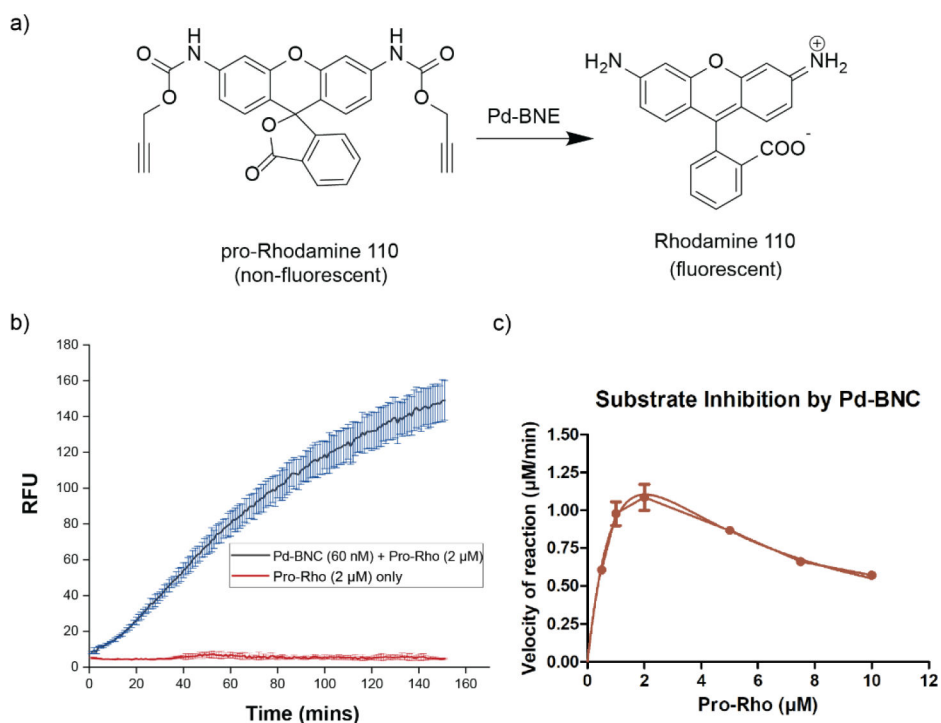 a)
O
H
N
O
H
N
O
O
O
O
O
pro-Rhodamine 110
(non-fluorescent)
Pd-BNE
H₂N
O
⊕
NH₂
COO⁻
Rhodamine 110
(fluorescent)
b)
180
160
140
120
100
80
60
40
20
0
RFU
Pd-BNC (60 nM) + Pro-Rho (2 µM)
Pro-Rho (2 µM) only
0 20 40 60 80 100 120 140 160
Time (mins)
c)
Substrate Inhibition by Pd-BNC
1.50
1.25
1.00
0.75
0.50
0.25
0.00
Velocity of reaction (µM/min)
0 2 4 6 8 10 12
Pro-Rho (µM)